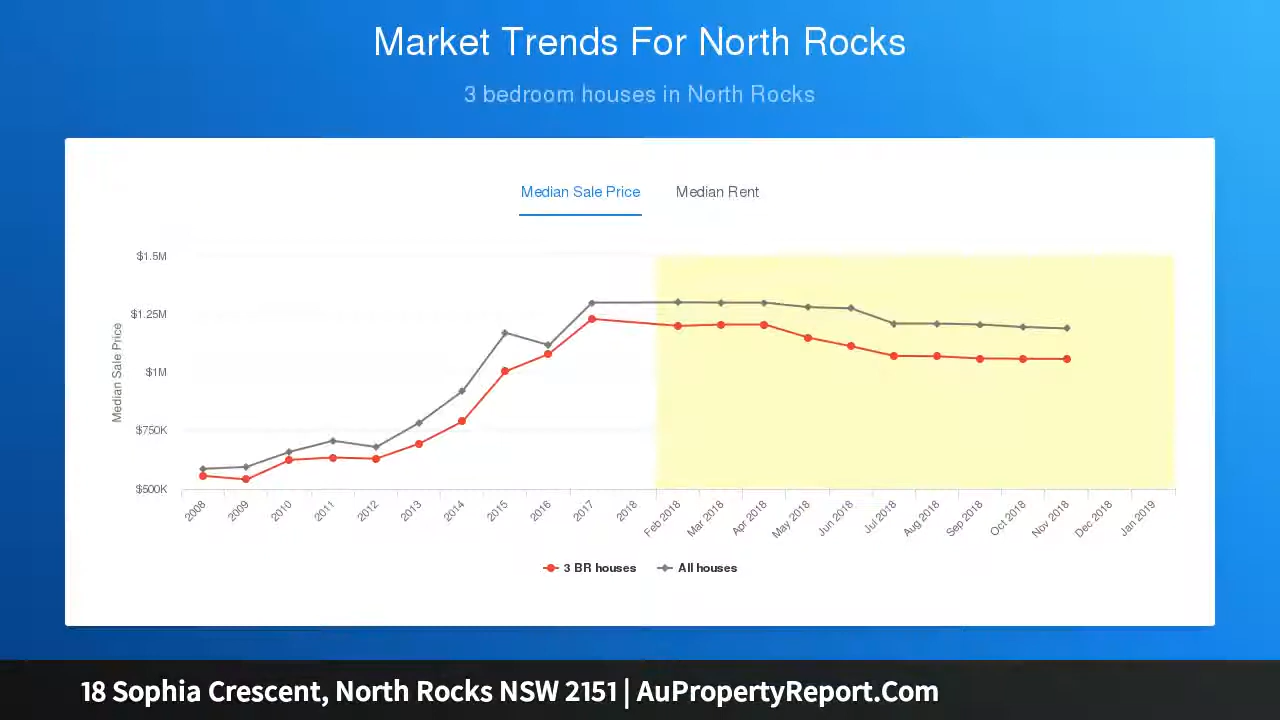 Market Trends For North Rocks
3 bedroom houses in North Rocks
Median Sale Price Median Rent
$1.5M
$1.25M
$1M
$750K
$500K
Median Sale Price
2008 2009 2010 2011 2012 2013 2014 2015 2016 2017 2018 Feb 2018 Mar 2018 Apr 2018 May 2018 Jun 2018 Jul 2018 Aug 2018 Sep 2018 Oct 2018 Nov 2018 Dec 2018 Jan 2019
3 BR houses All houses
18 Sophia Crescent, North Rocks NSW 2151 | AuPropertyReport.Com